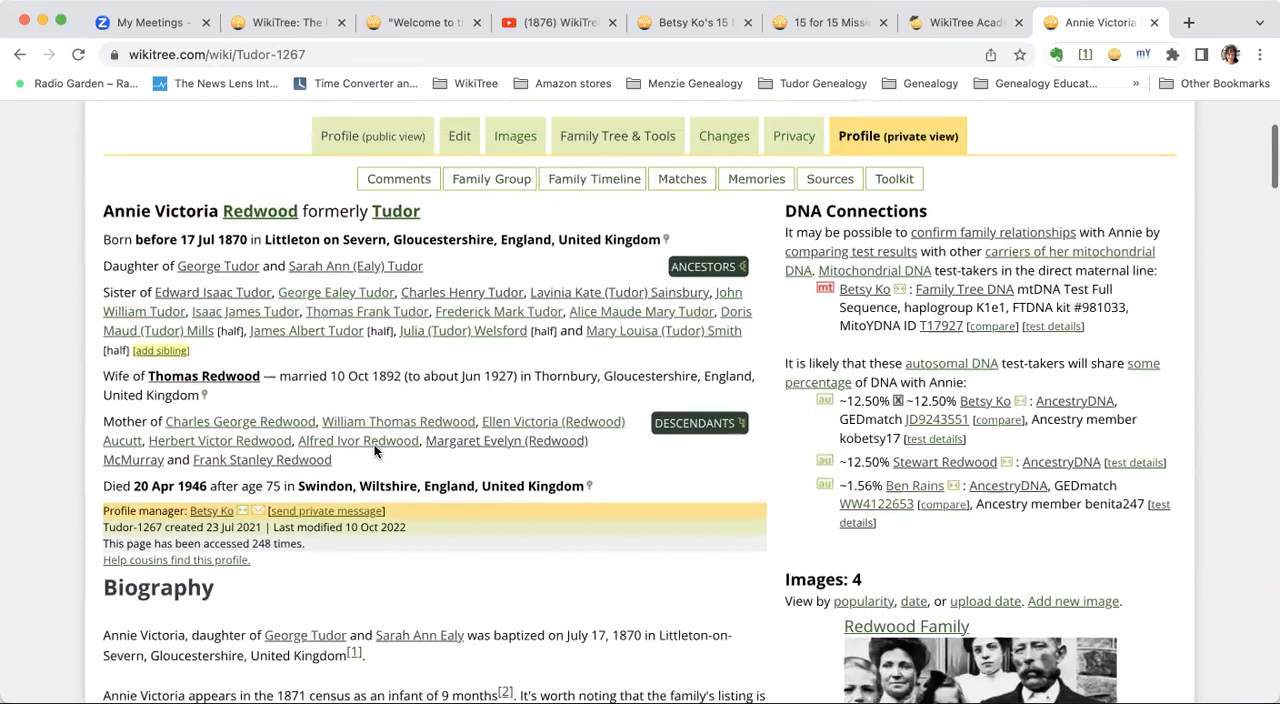 My Meetings -
WikiTree: The
"Welcome to t
(1876) WikiTre
Betsy Ko's 15
15 for 15 Missi
WikiTree Acad
Annie Victoria
wikitree.com/wiki/Tudor-1267
Radio Garden – Ra...
The News Lens Int...
Time Converter an...
WikiTree
Amazon stores
Menzie Genealogy
Tudor Genealogy
Genealogy
Genealogy Educat...
»
Other Bookmarks
Profile (public view)
Edit
Images
Family Tree & Tools
Changes
Privacy
Profile (private view)
Comments
Family Group
Family Timeline
Matches
Memories
Sources
Toolkit
Annie Victoria Redwood formerly Tudor
Born before 17 Jul 1870 in Littleton on Severn, Gloucestershire, England, United Kingdom
Daughter of George Tudor and Sarah Ann (Ealy) Tudor
ANCESTORS
Sister of Edward Isaac Tudor, George Ealey Tudor, Charles Henry Tudor, Lavinia Kate (Tudor) Sainsbury, John
William Tudor, Isaac James Tudor, Thomas Frank Tudor, Frederick Mark Tudor, Alice Maude Mary Tudor, Doris
Maud (Tudor) Mills [half], James Albert Tudor [half], Julia (Tudor) Welsford [half] and Mary Louisa (Tudor) Smith
[half] [add sibling]
Wife of Thomas Redwood — married 10 Oct 1892 (to about Jun 1927) in Thornbury, Gloucestershire, England,
United Kingdom
Mother of Charles George Redwood, William Thomas Redwood, Ellen Victoria (Redwood)
Aucutt, Herbert Victor Redwood, Alfred Ivor Redwood, Margaret Evelyn (Redwood)
McMurray and Frank Stanley Redwood
DESCENDANTS
Died 20 Apr 1946 after age 75 in Swindon, Wiltshire, England, United Kingdom
Profile manager: Betsy Ko [send private message]
Tudor-1267 created 23 Jul 2021 | Last modified 10 Oct 2022
This page has been accessed 248 times.
Help cousins find this profile.
Biography
Annie Victoria, daughter of George Tudor and Sarah Ann Ealy was baptized on July 17, 1870 in Littleton-on-
Severn, Gloucestershire, United Kingdom[1].
Annie Victoria appears in the 1871 census as an infant of 9 months[2]. It's worth noting that the family's listing is
DNA Connections
It may be possible to confirm family relationships with Annie by
comparing test results with other carriers of her mitochondrial
DNA. Mitochondrial DNA test-takers in the direct maternal line:
mt Betsy Ko : Family Tree DNA mtDNA Test Full
Sequence, haplogroup K1e1, FTDNA kit #981033,
MitoYDNA ID T17927 [compare] [test details]
It is likely that these autosomal DNA test-takers will share some
percentage of DNA with Annie:
au ~12.50% ~12.50% Betsy Ko : AncestryDNA,
GEDmatch JD9243551 [compare], Ancestry member
kobetsy17 [test details]
au ~12.50% Stewart Redwood : AncestryDNA [test details]
au ~1.56% Ben Rains : AncestryDNA, GEDmatch
WW4122653 [compare], Ancestry member benita247 [test
details]
Images: 4
View by popularity, date, or upload date. Add new image.
Redwood Family